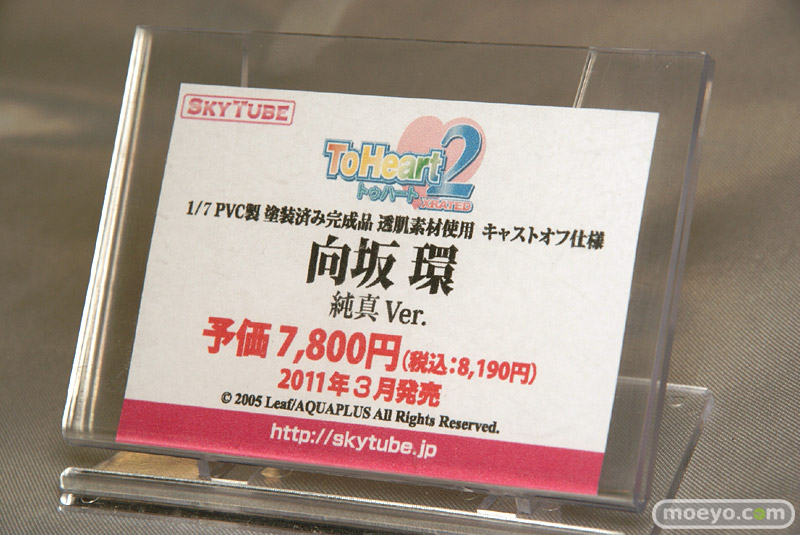 SKYTUBE
ToHeart2
トゥハート XRATED
1/7 PVC製 塗装済み完成品 透肌素材使用 キャストオフ仕様
向坂 環
純真 Ver.
予価 7,800円(税込:8,190円)
2011年3月発売
© 2005 Leaf/AQUAPLUS All Rights Reserved.
http://skytube.jp
moeyo.com